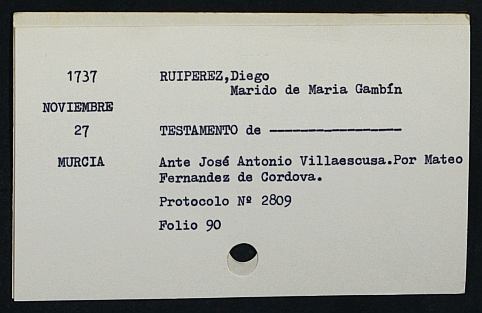 1737 RUIPEREZ,Diego
Marido de Maria Gambín
NOVIEMBRE
27 TESTAMENTO de -----------------
MURCIA Ante José Antonio Villaescusa.Por Mateo
Fernandez de Cordova.
Protocolo Nº 2809
Folio 90